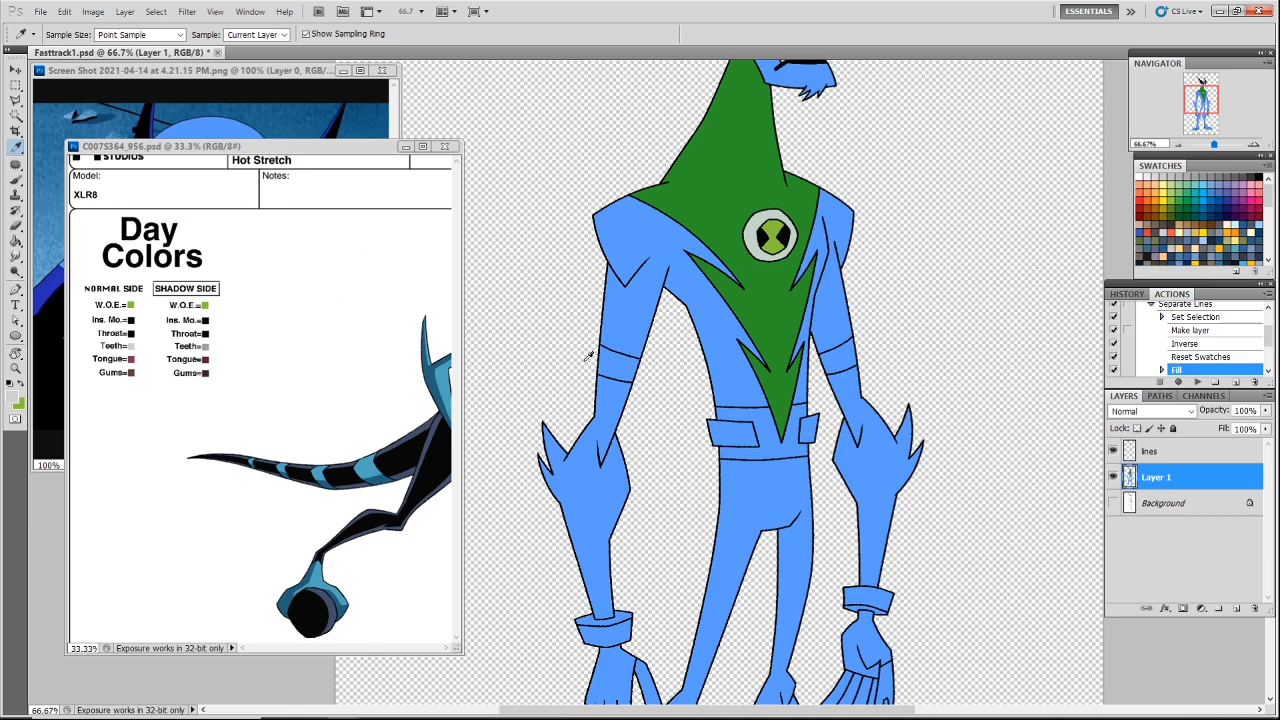 Ps File Edit Image Layer Select Filter View Window Help Br Mb 66.7 ESSENTIALS CS Live
Sample Size: Point Sample Sample: Current Layer Show Sampling Ring
Fasttrack1.psd @ 66.7% (Layer 1, RGB/8) *
Screen Shot 2021-04-14 at 4.21.15 PM.png @ 100% (Layer 0, RGB/...
C007S364_956.psd @ 33.3% (RGB/8#)
STUDIOS
Hot Stretch
Model:
Notes:
XLR8
Day
Colors
NORMAL SIDE
SHADOW SIDE
W.O.E.=
W.O.E.=
Ins. Mo.=
Ins. Mo.=
Throat=
Throat=
Teeth=
Teeth=
Tongue=
Tongue=
Gums=
Gums=
100%
33.33%
Exposure works in 32-bit only
66.67%
Exposure works in 32-bit only
NAVIGATOR
66.67%
SWATCHES
HISTORY
ACTIONS
Separate Lines
Set Selection
Make layer
Inverse
Reset Swatches
Fill
LAYERS
PATHS
CHANNELS
Normal
Opacity: 100%
Lock:
Fill: 100%
lines
Layer 1
Background